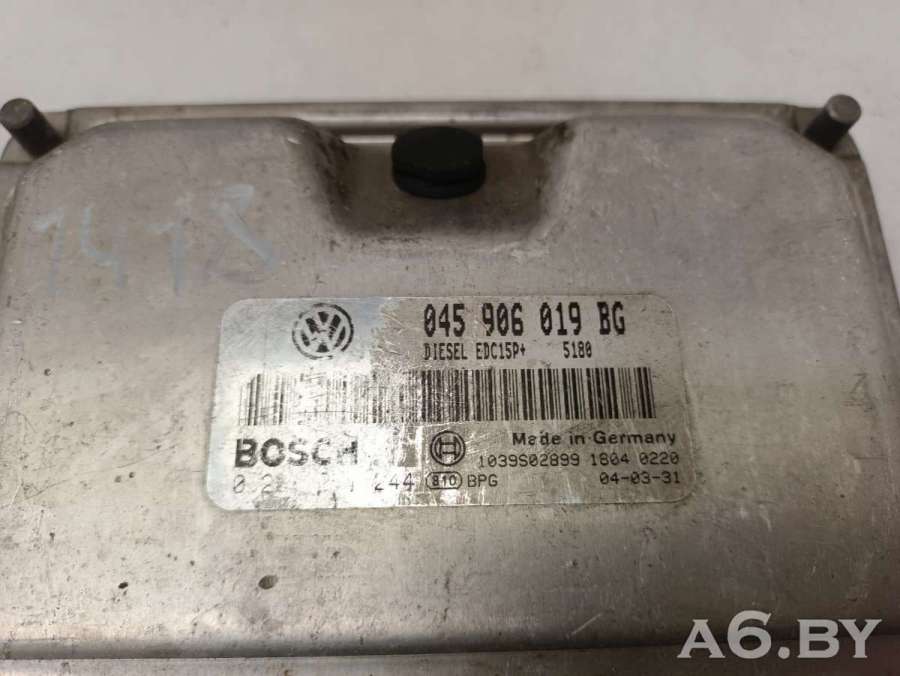 1413
VW
045 906 019 BG
DIESEL EDC15P+ 5180
BOSCH
Made in Germany
1039S02899 1804 0220
244 810 BPG 04-03-31
A6.BY